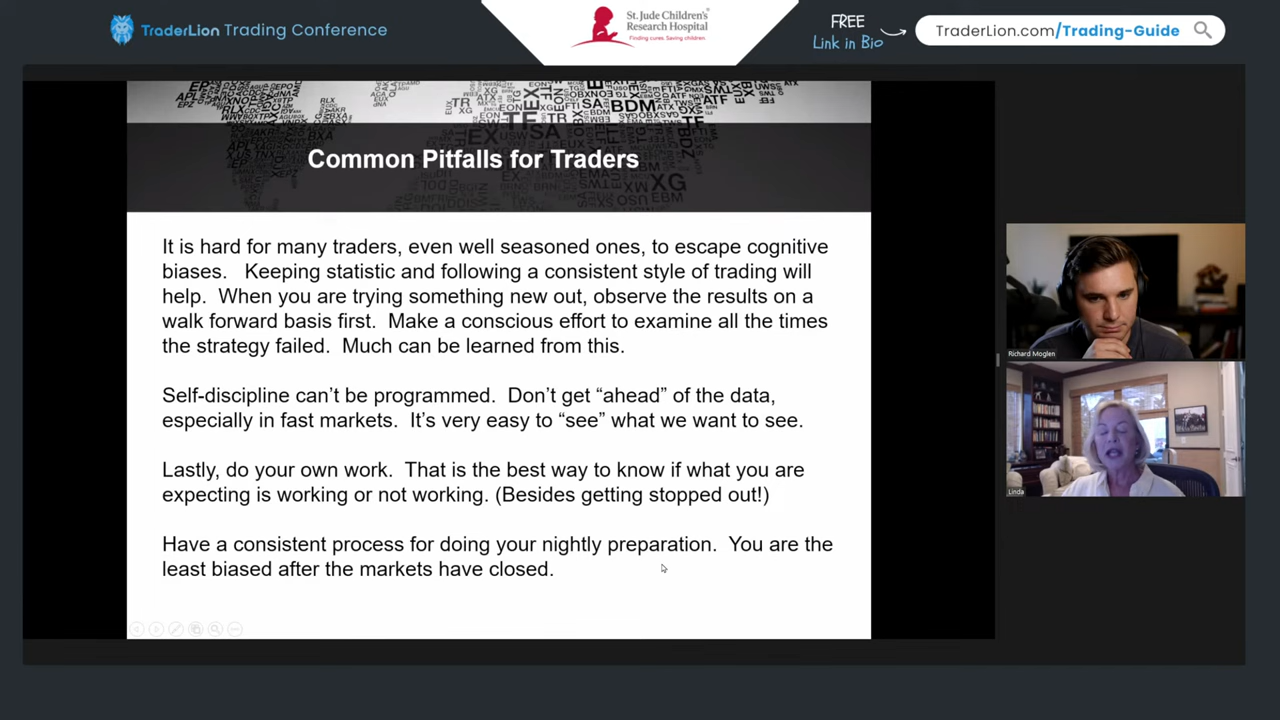 TraderLion Trading Conference
St. Jude Children's
Research Hospital
Finding cures. Saving children.
FREE
Link in Bio
TraderLion.com/Trading-Guide
Common Pitfalls for Traders
It is hard for many traders, even well seasoned ones, to escape cognitive
biases. Keeping statistic and following a consistent style of trading will
help. When you are trying something new out, observe the results on a
walk forward basis first. Make a conscious effort to examine all the times
the strategy failed. Much can be learned from this.
Self-discipline can't be programmed. Don't get “ahead” of the data,
especially in fast markets. It's very easy to “see” what we want to see.
Lastly, do your own work. That is the best way to know if what you are
expecting is working or not working. (Besides getting stopped out!)
Have a consistent process for doing your nightly preparation. You are the
least biased after the markets have closed.
Richard Moglen
Linda